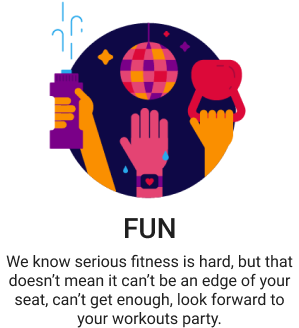 FUN
We know serious fitness is hard, but that
doesn't mean it can't be an edge of your
seat, can't get enough, look forward to
your workouts party.